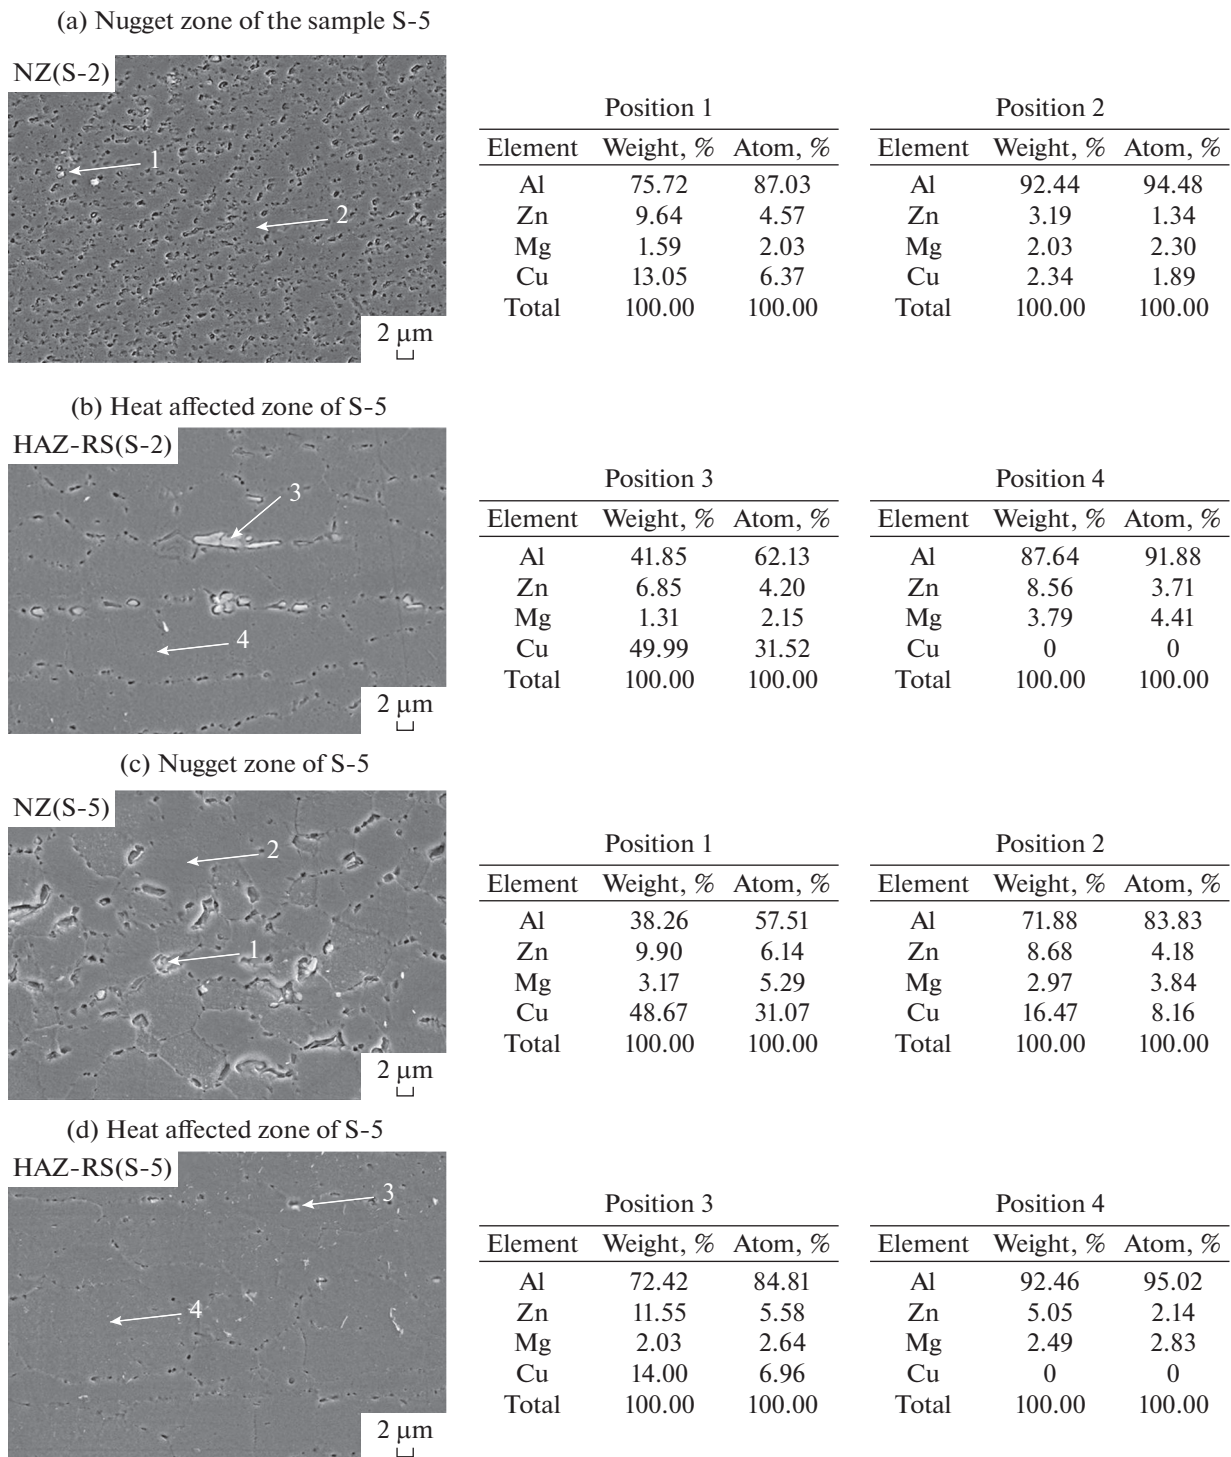 (a) Nugget zone of the sample S-5
NZ(S-2)
1
2
2 μm
Position 1
Element Weight, % Atom, %
Al 75.72 87.03
Zn 9.64 4.57
Mg 1.59 2.03
Cu 13.05 6.37
Total 100.00 100.00
Position 2
Element Weight, % Atom, %
Al 92.44 94.48
Zn 3.19 1.34
Mg 2.03 2.30
Cu 2.34 1.89
Total 100.00 100.00
(b) Heat affected zone of S-5
HAZ-RS(S-2)
3
4
2 μm
Position 3
Element Weight, % Atom, %
Al 41.85 62.13
Zn 6.85 4.20
Mg 1.31 2.15
Cu 49.99 31.52
Total 100.00 100.00
Position 4
Element Weight, % Atom, %
Al 87.64 91.88
Zn 8.56 3.71
Mg 3.79 4.41
Cu 0 0
Total 100.00 100.00
(c) Nugget zone of S-5
NZ(S-5)
2
1
2 μm
Position 1
Element Weight, % Atom, %
Al 38.26 57.51
Zn 9.90 6.14
Mg 3.17 5.29
Cu 48.67 31.07
Total 100.00 100.00
Position 2
Element Weight, % Atom, %
Al 71.88 83.83
Zn 8.68 4.18
Mg 2.97 3.84
Cu 16.47 8.16
Total 100.00 100.00
(d) Heat affected zone of S-5
HAZ-RS(S-5)
3
4
2 μm
Position 3
Element Weight, % Atom, %
Al 72.42 84.81
Zn 11.55 5.58
Mg 2.03 2.64
Cu 14.00 6.96
Total 100.00 100.00
Position 4
Element Weight, % Atom, %
Al 92.46 95.02
Zn 5.05 2.14
Mg 2.49 2.83
Cu 0 0
Total 100.00 100.00